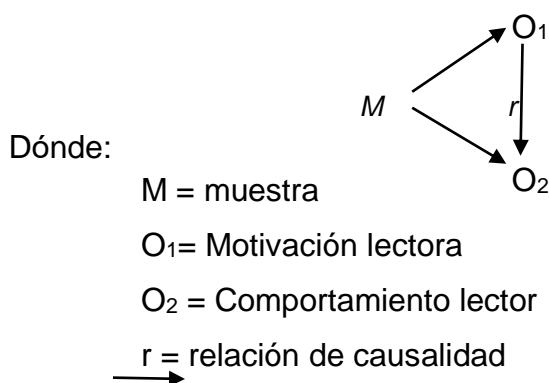 O₁
M
r
O₂
Dónde:
M = muestra
O₁= Motivación lectora
O₂ = Comportamiento lector
r = relación de causalidad